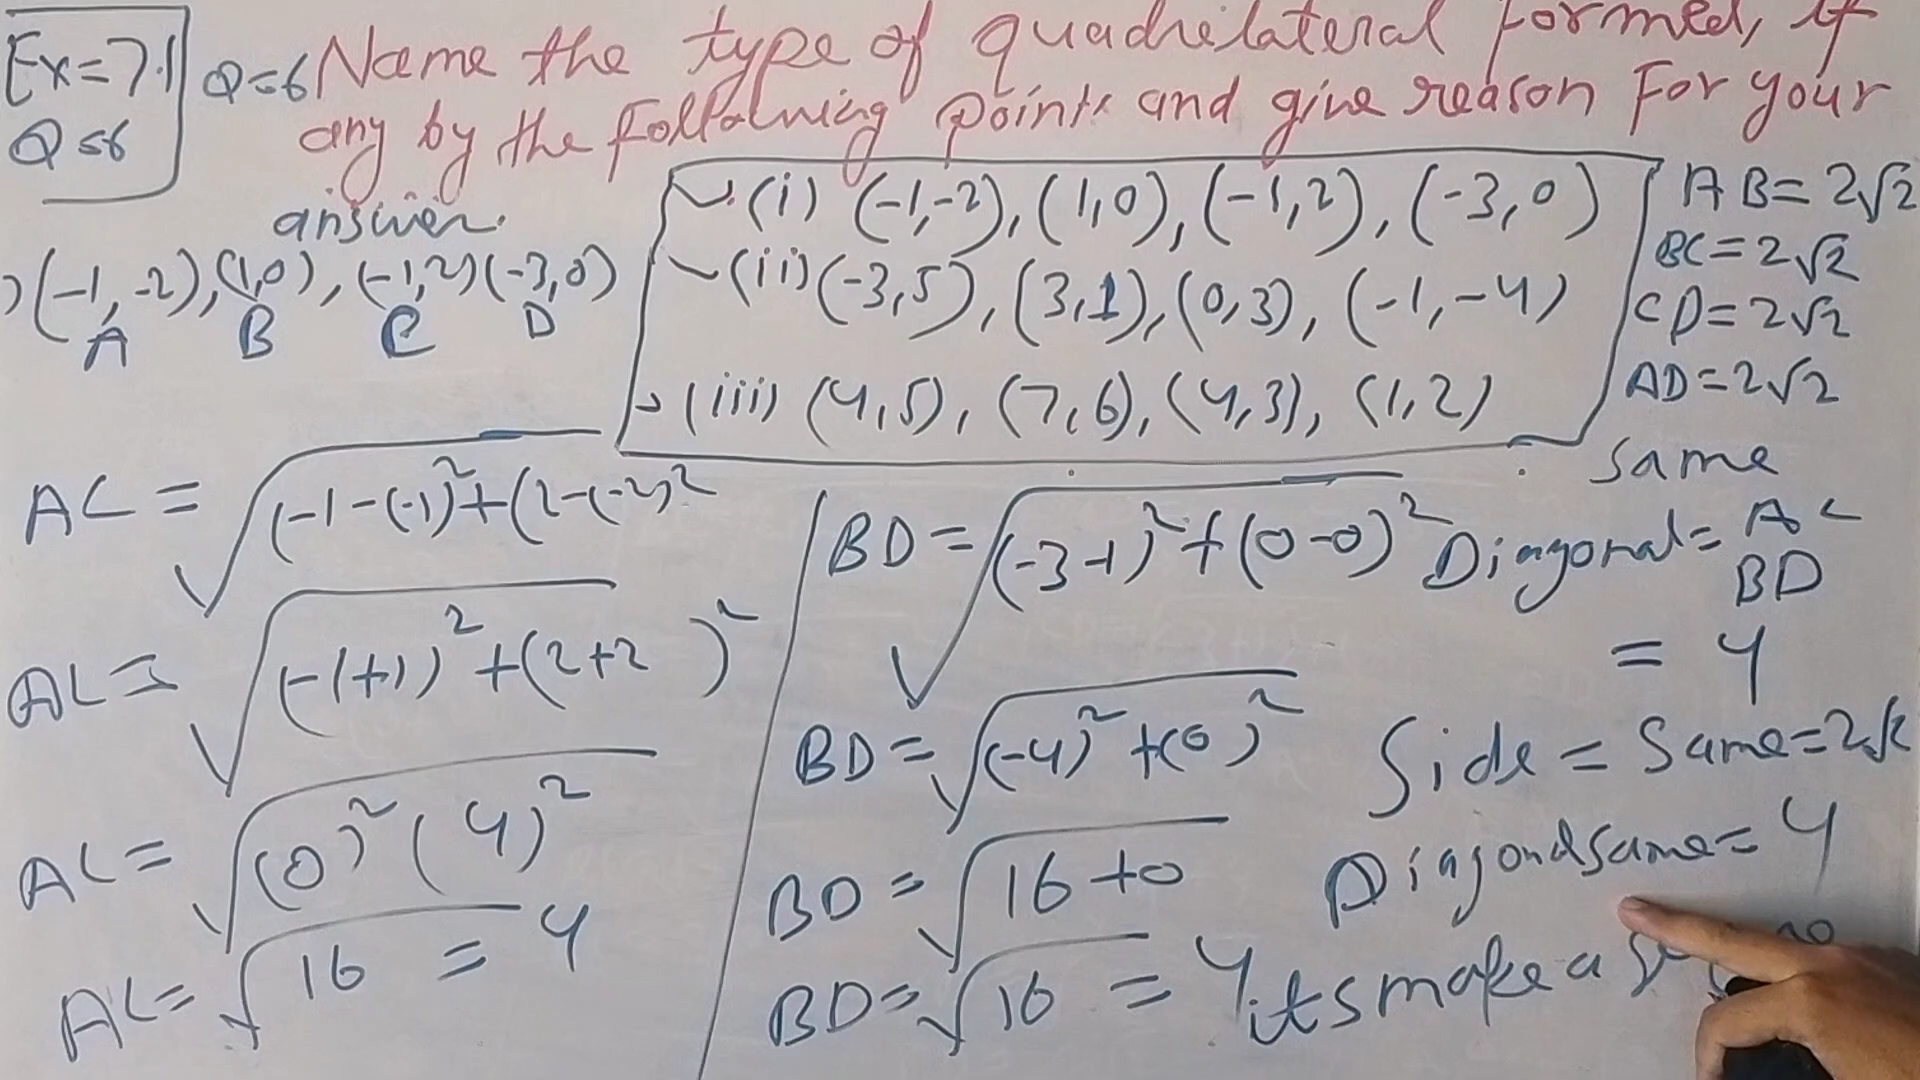 Ex=7.1
Q=6
Q=6 Name the type of quadrilateral formed, if
any by the following points and give reason for your
answer.
(i) (-1,-2), (1,0), (-1,2), (-3,0)
(ii) (-3,5), (3,1), (0,3), (-1,-4)
(iii) (4,5), (7,6), (4,3), (1,2)
(-1,-2), (1,0), (-1,2) (-3,0)
A B C D
AB=2√2
BC=2√2
CD=2√2
AD=2√2
same
AC=√(-1-(-1)²+(2-(-2)²
AC=√(-1+1)²+(2+2)²
AC=√(0)²(4)²
AC=√16=4
BD=√(-3-1)²+(0-0)²
BD=√(-4)²+(0)²
BD=√16+0
BD=√16=4
Diagonal=AC
BD
=4
Side=Same=2√2
Diagonalsame=4
itsmake a